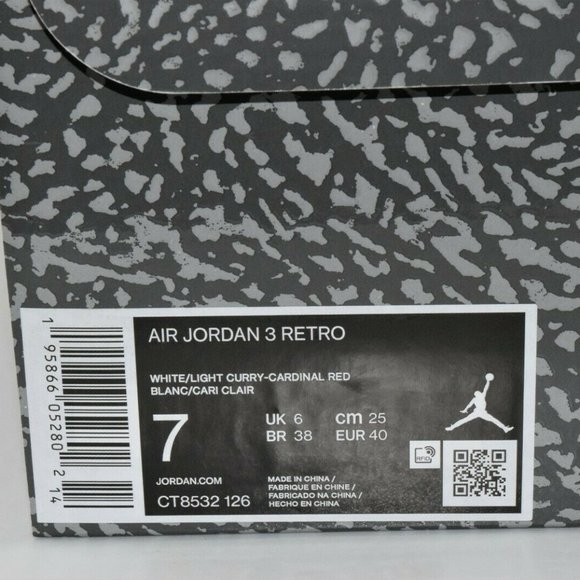 AIR JORDAN 3 RETRO
WHITE/LIGHT CURRY-CARDINAL RED
BLANC/CARI CLAIR
7
UK 6 cm 25
BR 38 EUR 40
RFID
JORDAN.COM
CT8532 126
MADE IN CHINA /
FABRIQUE EN CHINE /
FABRICADO NA CHINA /
HECHO EN CHINA
1 95866 05280 2 14